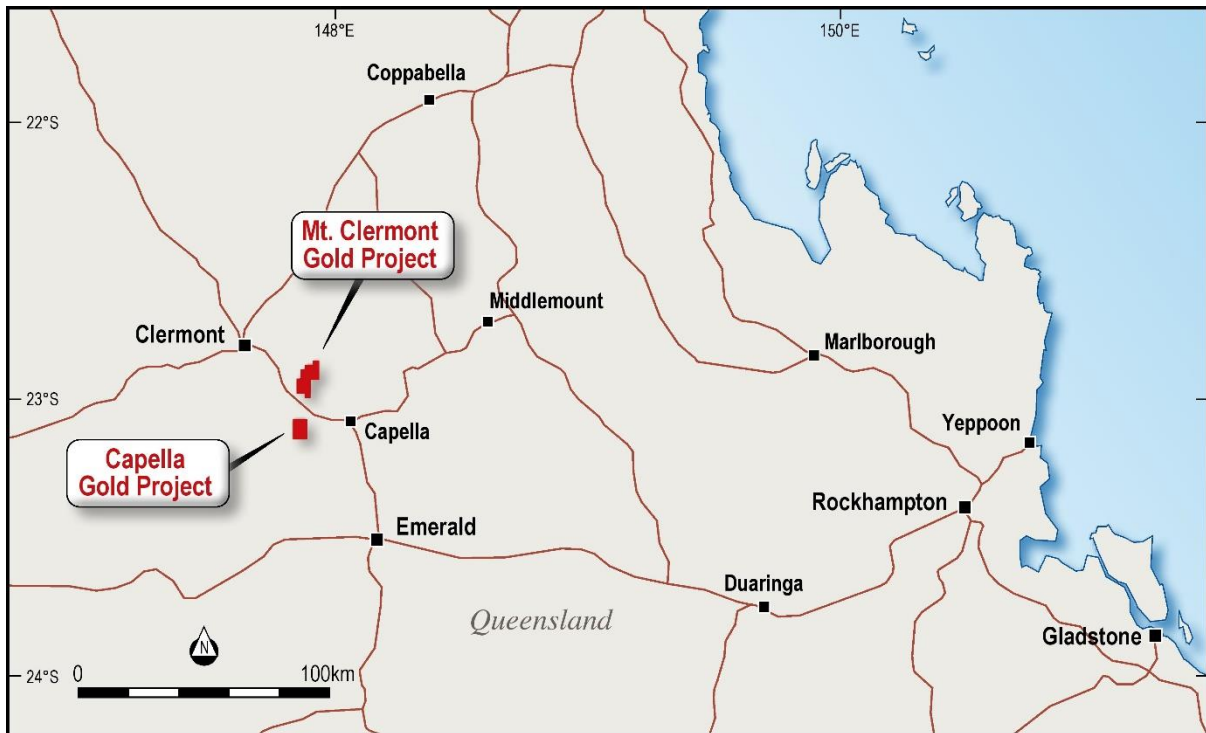 148°E
150°E
Coppabella
22°S
Mt. Clermont
Gold Project
Middlemount
Clermont
Marlborough
23°S
Capella
Yeppoon
Capella
Gold Project
Rockhampton
Emerald
Duaringa
Queensland
Gladstone
N
0
100km
24°S